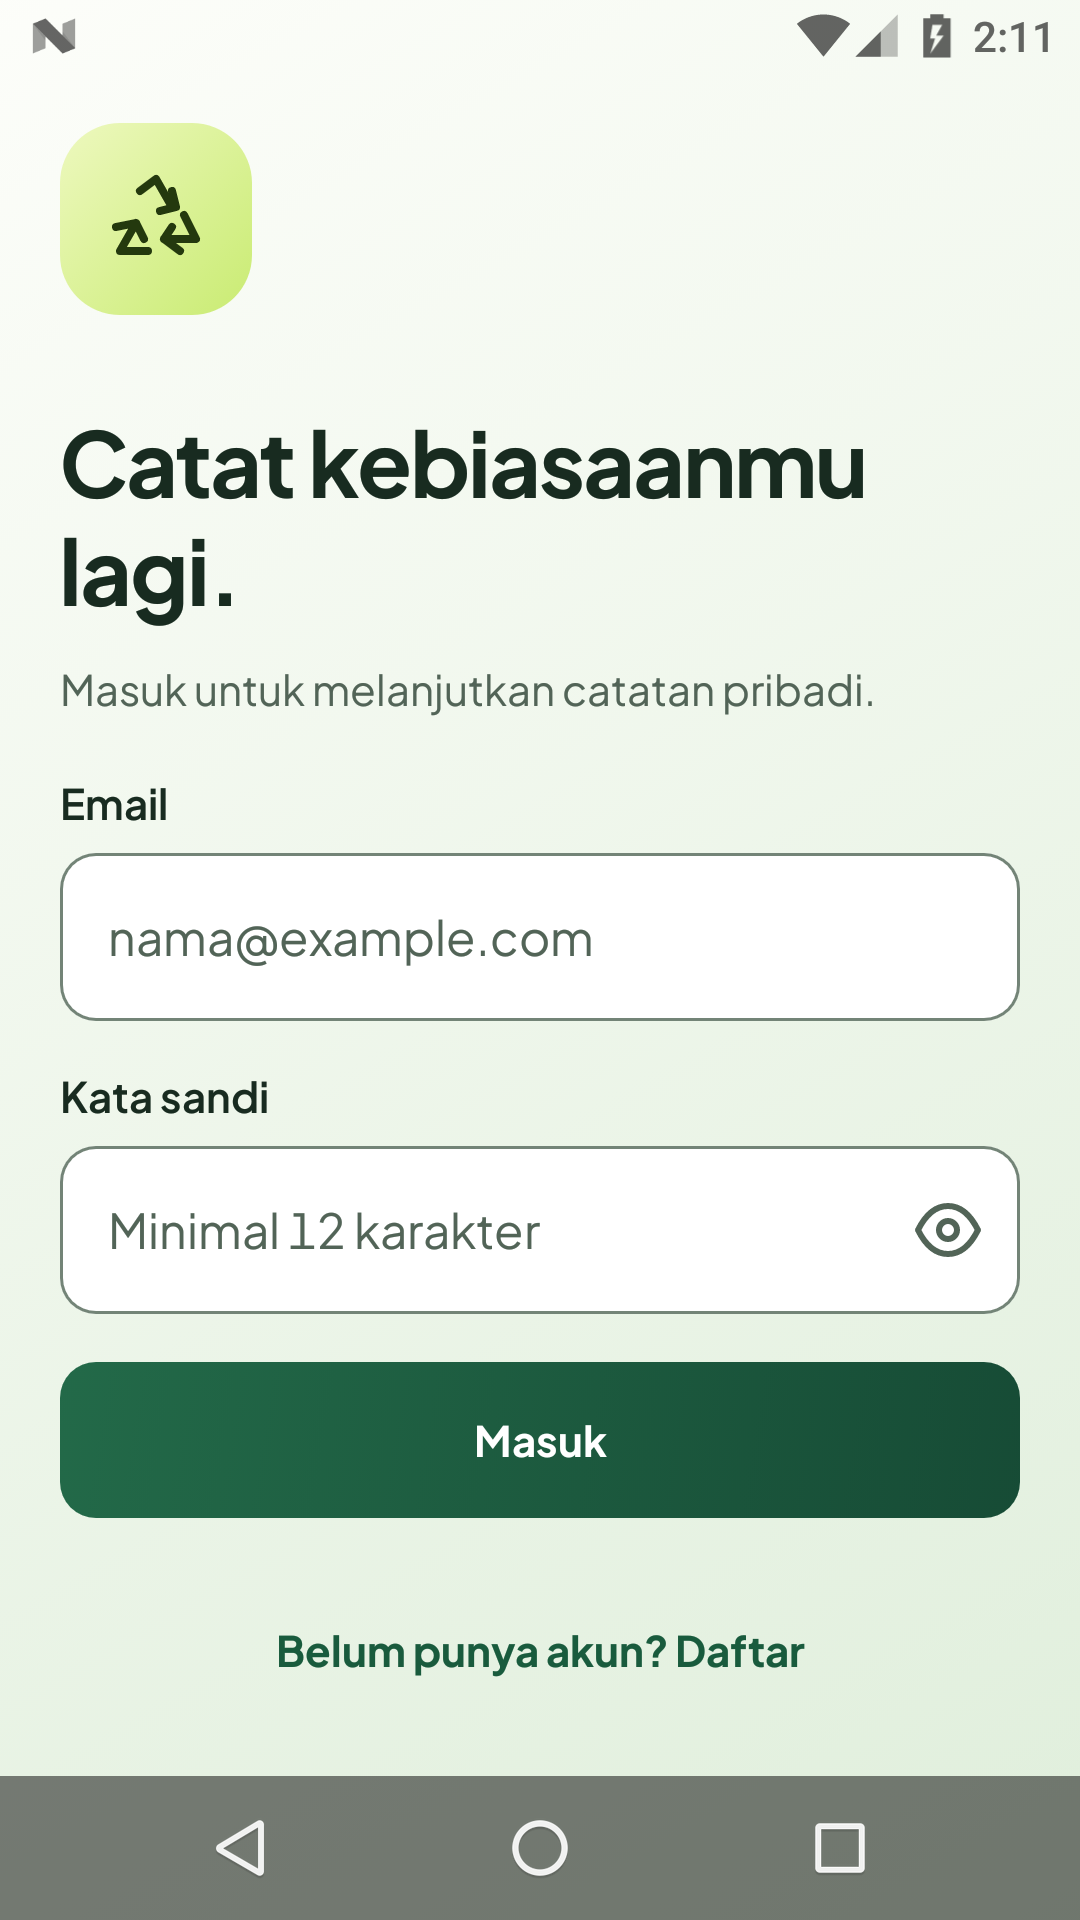 2:11
Catat kebiasaanmu
lagi.
Masuk untuk melanjutkan catatan pribadi.
Email
nama@example.com
Kata sandi
Minimal 12 karakter
Masuk
Belum punya akun? Daftar